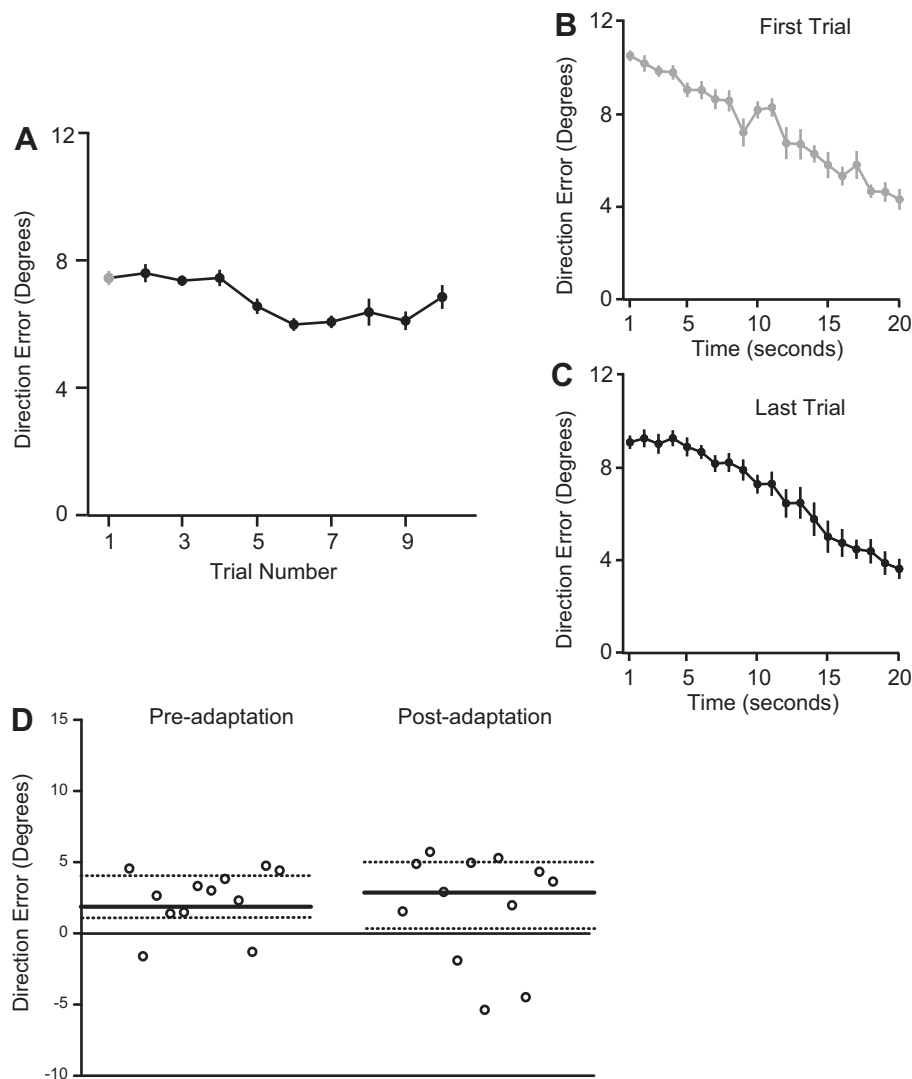 A
12
8
4
0
Direction Error (Degrees)
1 3 5 7 9
Trial Number
B
First Trial
12
8
4
0
Direction Error (Degrees)
1 5 10 15 20
Time (seconds)
C
Last Trial
12
8
4
0
Direction Error (Degrees)
1 5 10 15 20
Time (seconds)
D
Pre-adaptation Post-adaptation
15
10
5
0
-5
-10
Direction Error (Degrees)